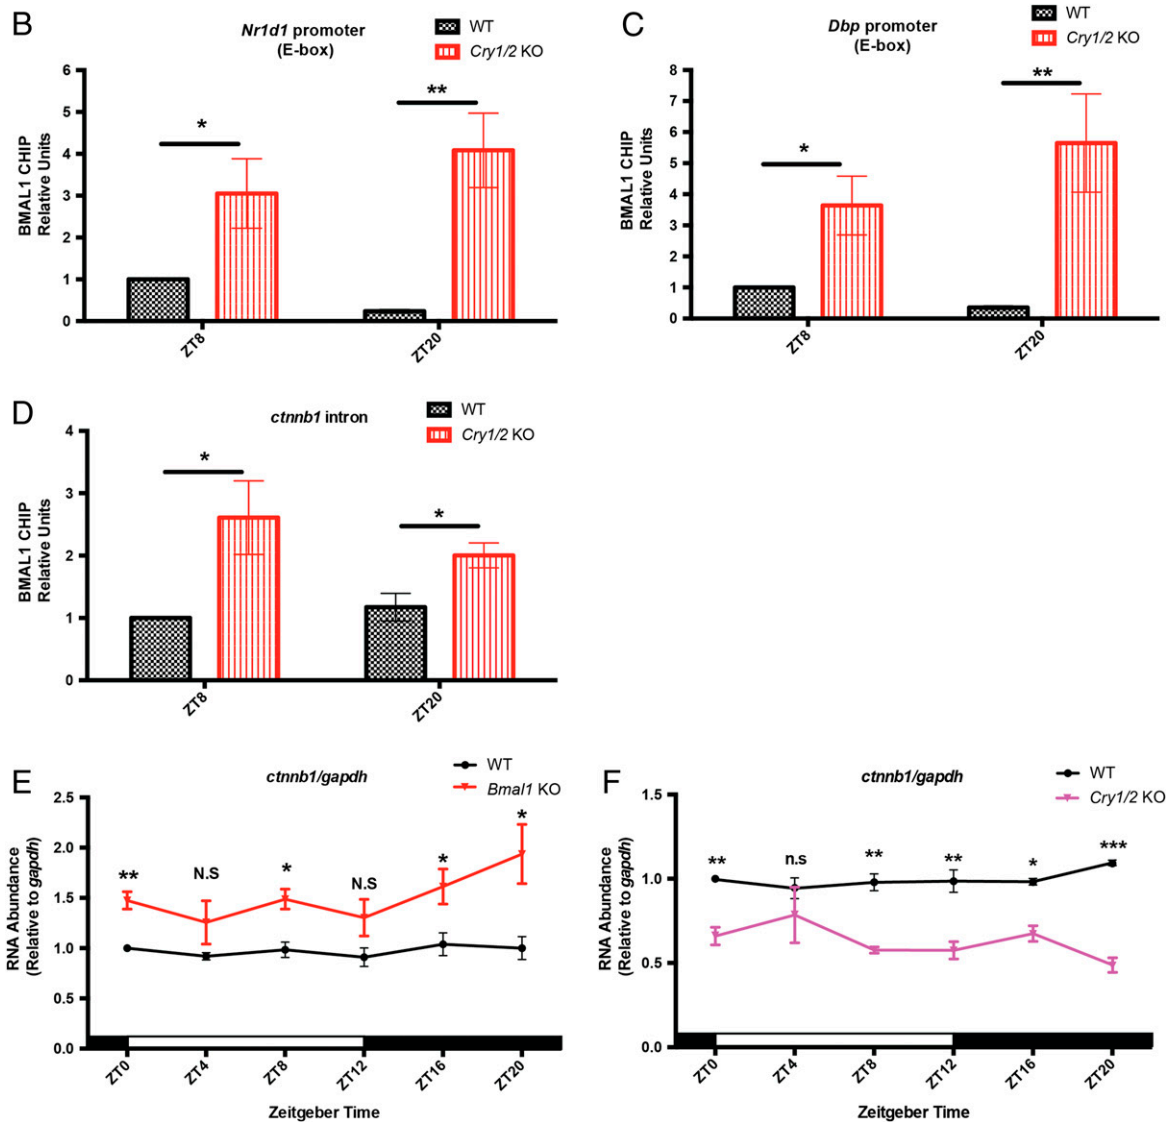 B
Nr1d1 promoter
(E-box)
WT
Cry1/2 KO
BMAL1 CHIP
Relative Units
6
5
4
3
2
1
0
*
**
ZT8
ZT20
C
Dbp promoter
(E-box)
WT
Cry1/2 KO
BMAL1 CHIP
Relative Units
8
7
6
5
4
3
2
1
0
*
**
ZT8
ZT20
D
ctnnb1 intron
WT
Cry1/2 KO
BMAL1 CHIP
Relative Units
4
3
2
1
0
*
*
ZT8
ZT20
E
ctnnb1/gapdh
WT
Bmal1 KO
RNA Abundance
(Relative to gapdh)
2.5
2.0
1.5
1.0
0.5
0.0
**
N.S
*
N.S
*
*
ZT0
ZT4
ZT8
ZT12
ZT16
ZT20
Zeitgeber Time
F
ctnnb1/gapdh
WT
Cry1/2 KO
RNA Abundance
(Relative to gapdh)
1.5
1.0
0.5
0.0
**
n.s
**
**
*
***
ZT0
ZT4
ZT8
ZT12
ZT16
ZT20
Zeitgeber Time